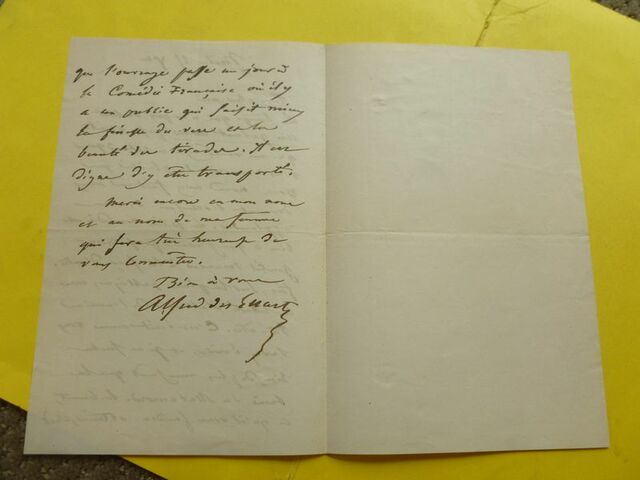 que l'ouvrage passe un jour à
la Comédie Française où il y
a un public qui saisit mieux
la finesse du vers et la
beauté des tirades. Il est
digne d'y être transporté.
Merci encore en mon nom
et au nom de ma femme
qui sera très heureuse de
vous connaître.
Bien à vous
Alfred des Essarts